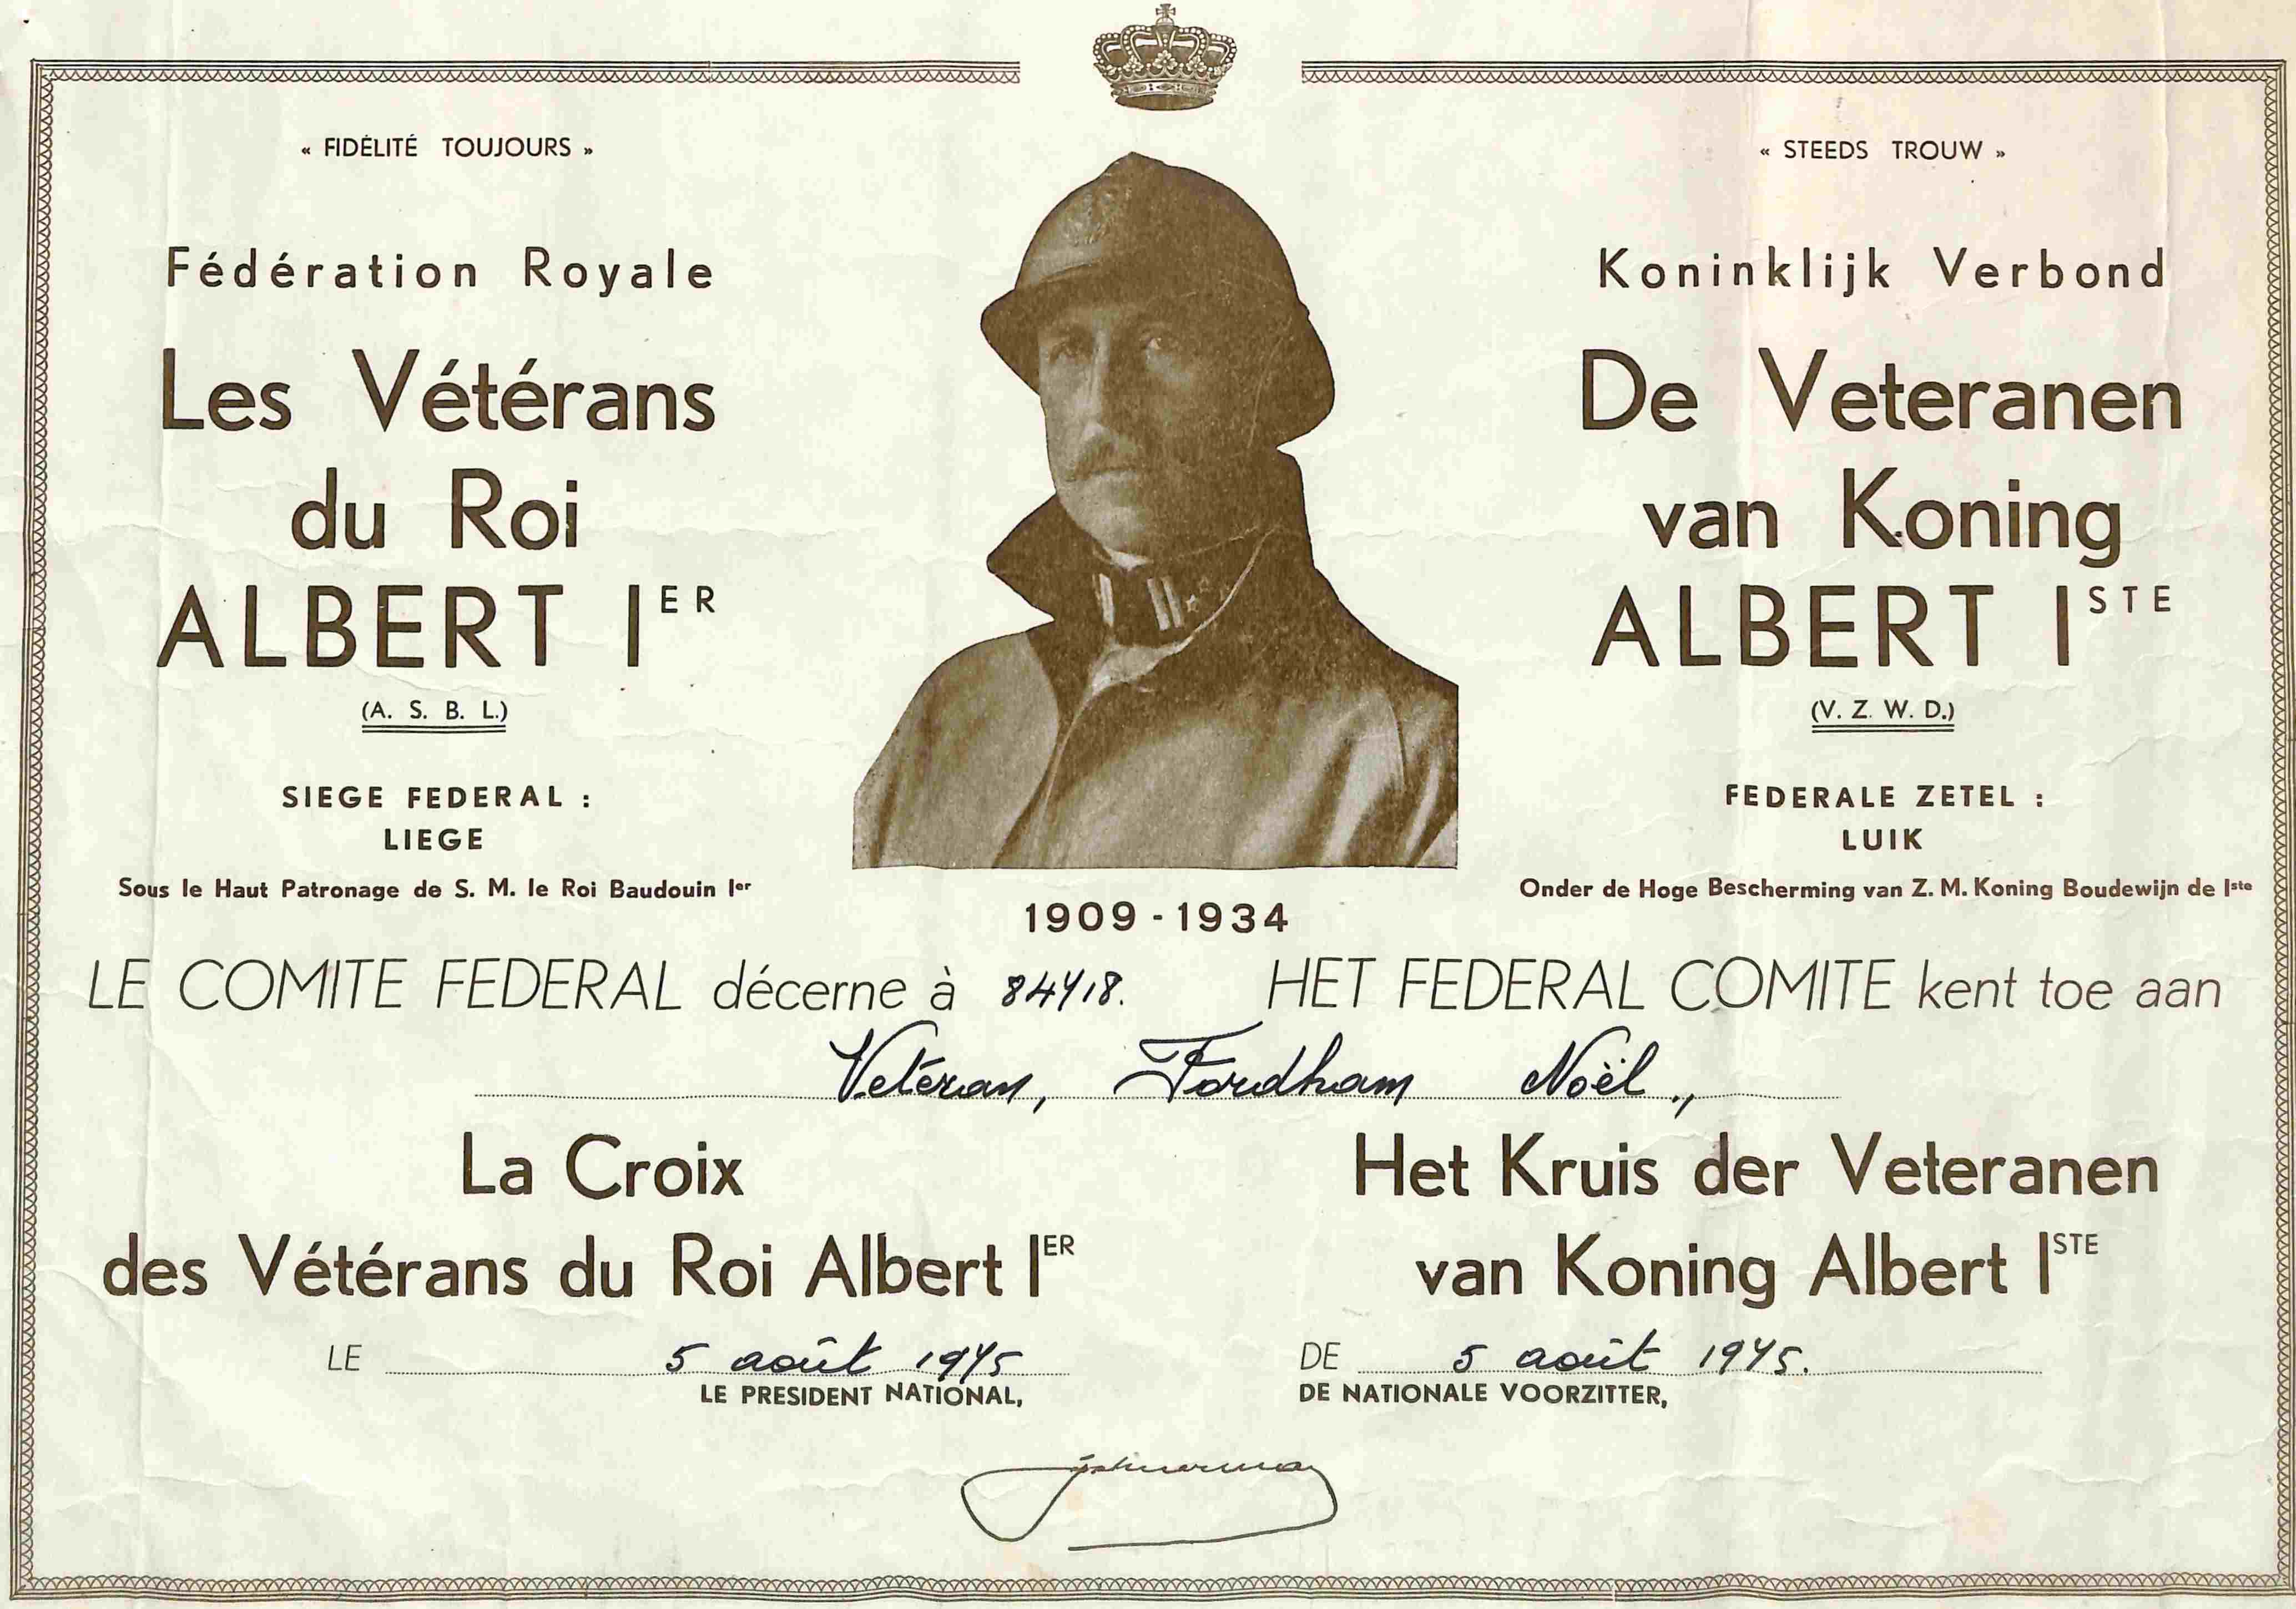 « FIDÉLITÉ TOUJOURS »
Fédération Royale
Les Vétérans
du Roi
ALBERT IER
(A. S. B. L.)
SIEGE FEDERAL :
LIEGE
Sous le Haut Patronage de S. M. le Roi Baudouin Ier
« STEEDS TROUW »
Koninklijk Verbond
De Veteranen
van Koning
ALBERT ISTE
(V. Z. W. D.)
FEDERALE ZETEL :
LUIK
Onder de Hoge Bescherming van Z. M. Koning Boudewijn de Iste
1909 - 1934
LE COMITE FEDERAL décerne à 84418. HET FEDERAL COMITE kent toe aan
Vétéran, Fordham Noël.,
La Croix
des Vétérans du Roi Albert IER
Het Kruis der Veteranen
van Koning Albert ISTE
LE 5 août 1945
LE PRESIDENT NATIONAL,
DE 5 août 1945.
DE NATIONALE VOORZITTER,